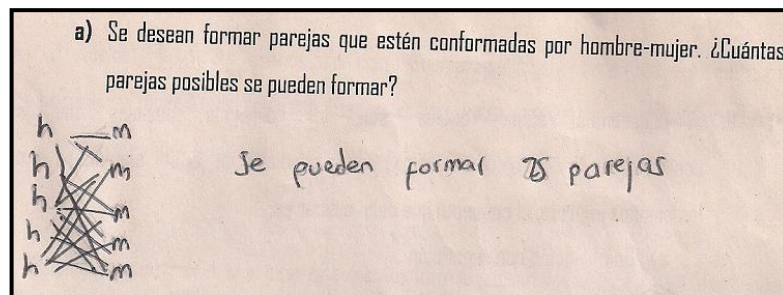 a) Se desean formar parejas que estén conformadas por hombre-mujer. ¿Cuántas
parejas posibles se pueden formar?
h m
h m
h m
h m
h m
Se pueden formar 25 parejas